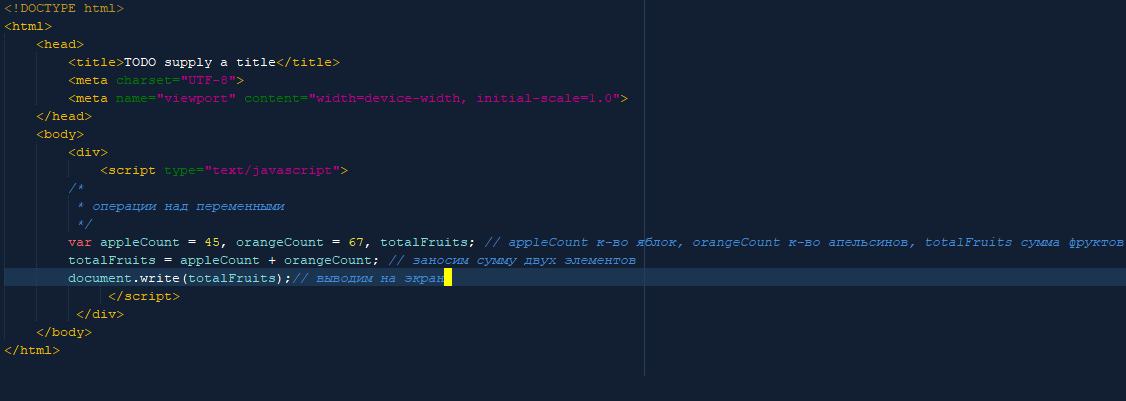 <!DOCTYPE html>
<html>
<head>
<title>TODO supply a title</title>
<meta charset="UTF-8">
<meta name="viewport" content="width=device-width, initial-scale=1.0">
</head>
<body>
<div>
<script type="text/javascript">
/*
* операции над переменными
*/
var appleCount = 45, orangeCount = 67, totalFruits; // appleCount к-во яблок, orangeCount к-во апельсинов, totalFruits сумма фруктов
totalFruits = appleCount + orangeCount; // заносим сумму двух элементов
document.write(totalFruits);// выводим на экран
</script>
</div>
</body>
</html>